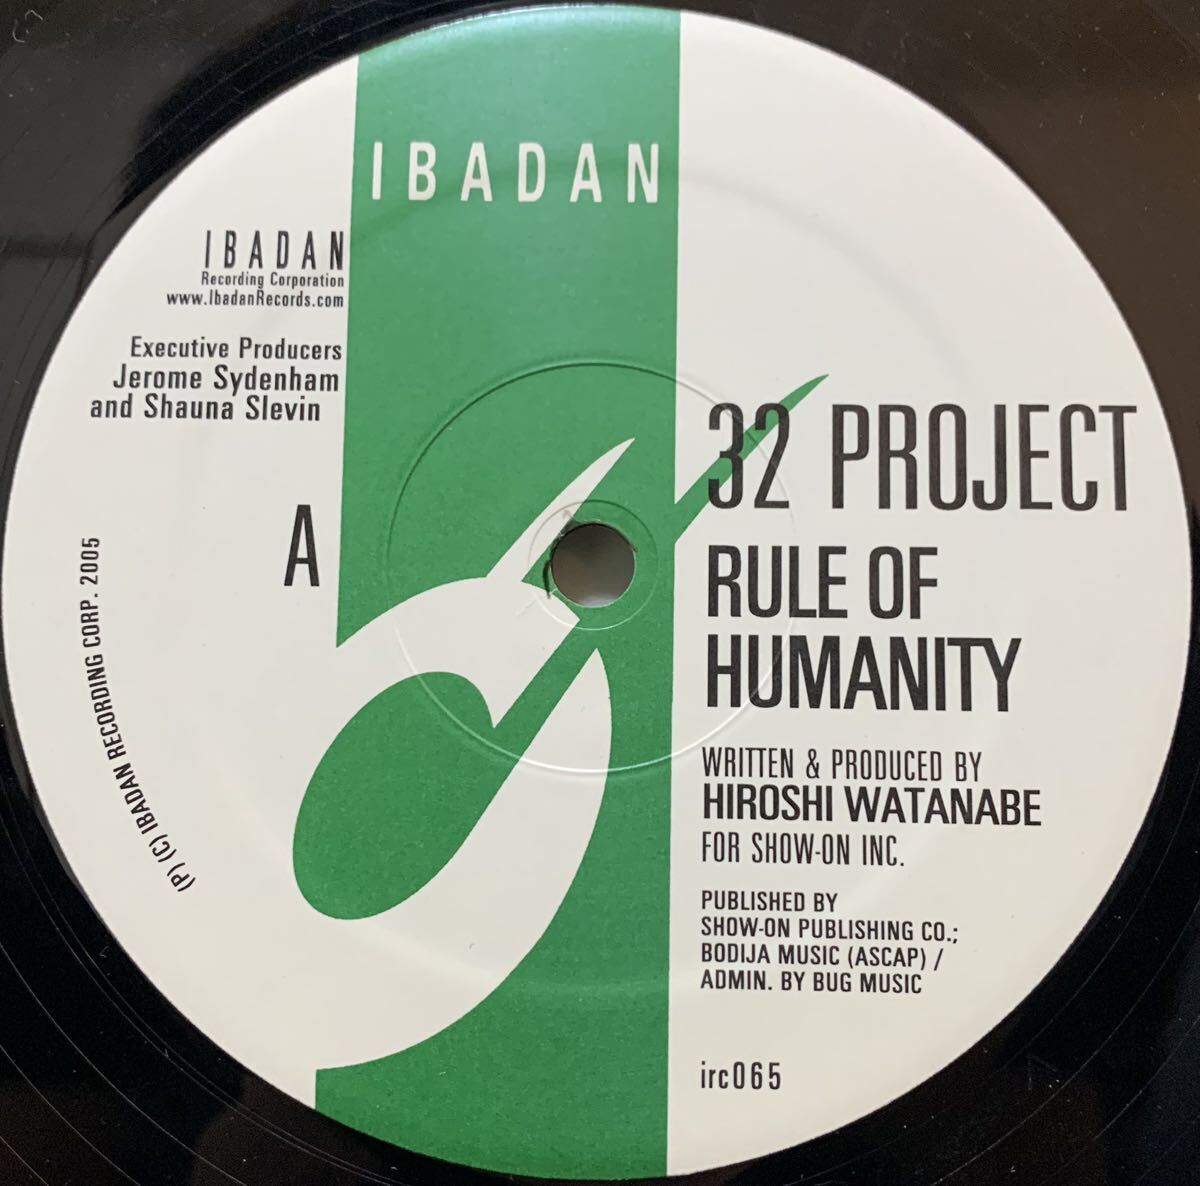 IBADAN
IBADAN
Recording Corporation
www.IbadanRecords.com
Executive Producers
Jerome Sydenham
and Shauna Slevin
A
(P) (C) IBADAN RECORDING CORP. 2005
32 PROJECT
RULE OF
HUMANITY
WRITTEN & PRODUCED BY
HIROSHI WATANABE
FOR SHOW-ON INC.
PUBLISHED BY
SHOW-ON PUBLISHING CO.;
BODIJA MUSIC (ASCAP) /
ADMIN. BY BUG MUSIC
irc065